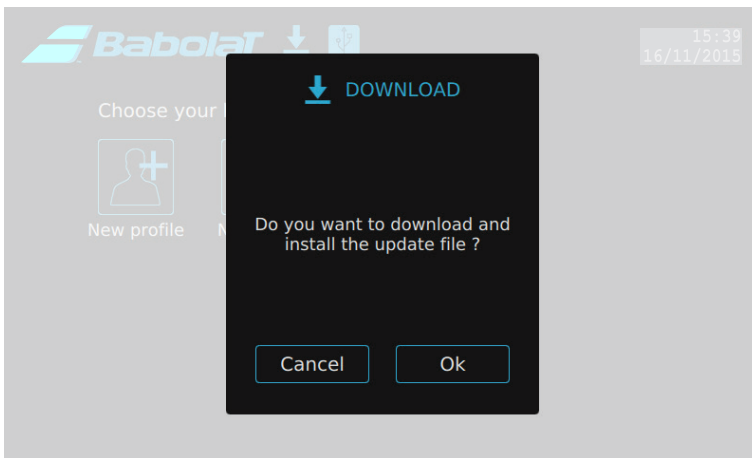 BabolaT
15:39
16/11/2015
DOWNLOAD
Choose your
Do you want to download and
install the update file ?
New profile
N
Cancel
Ok